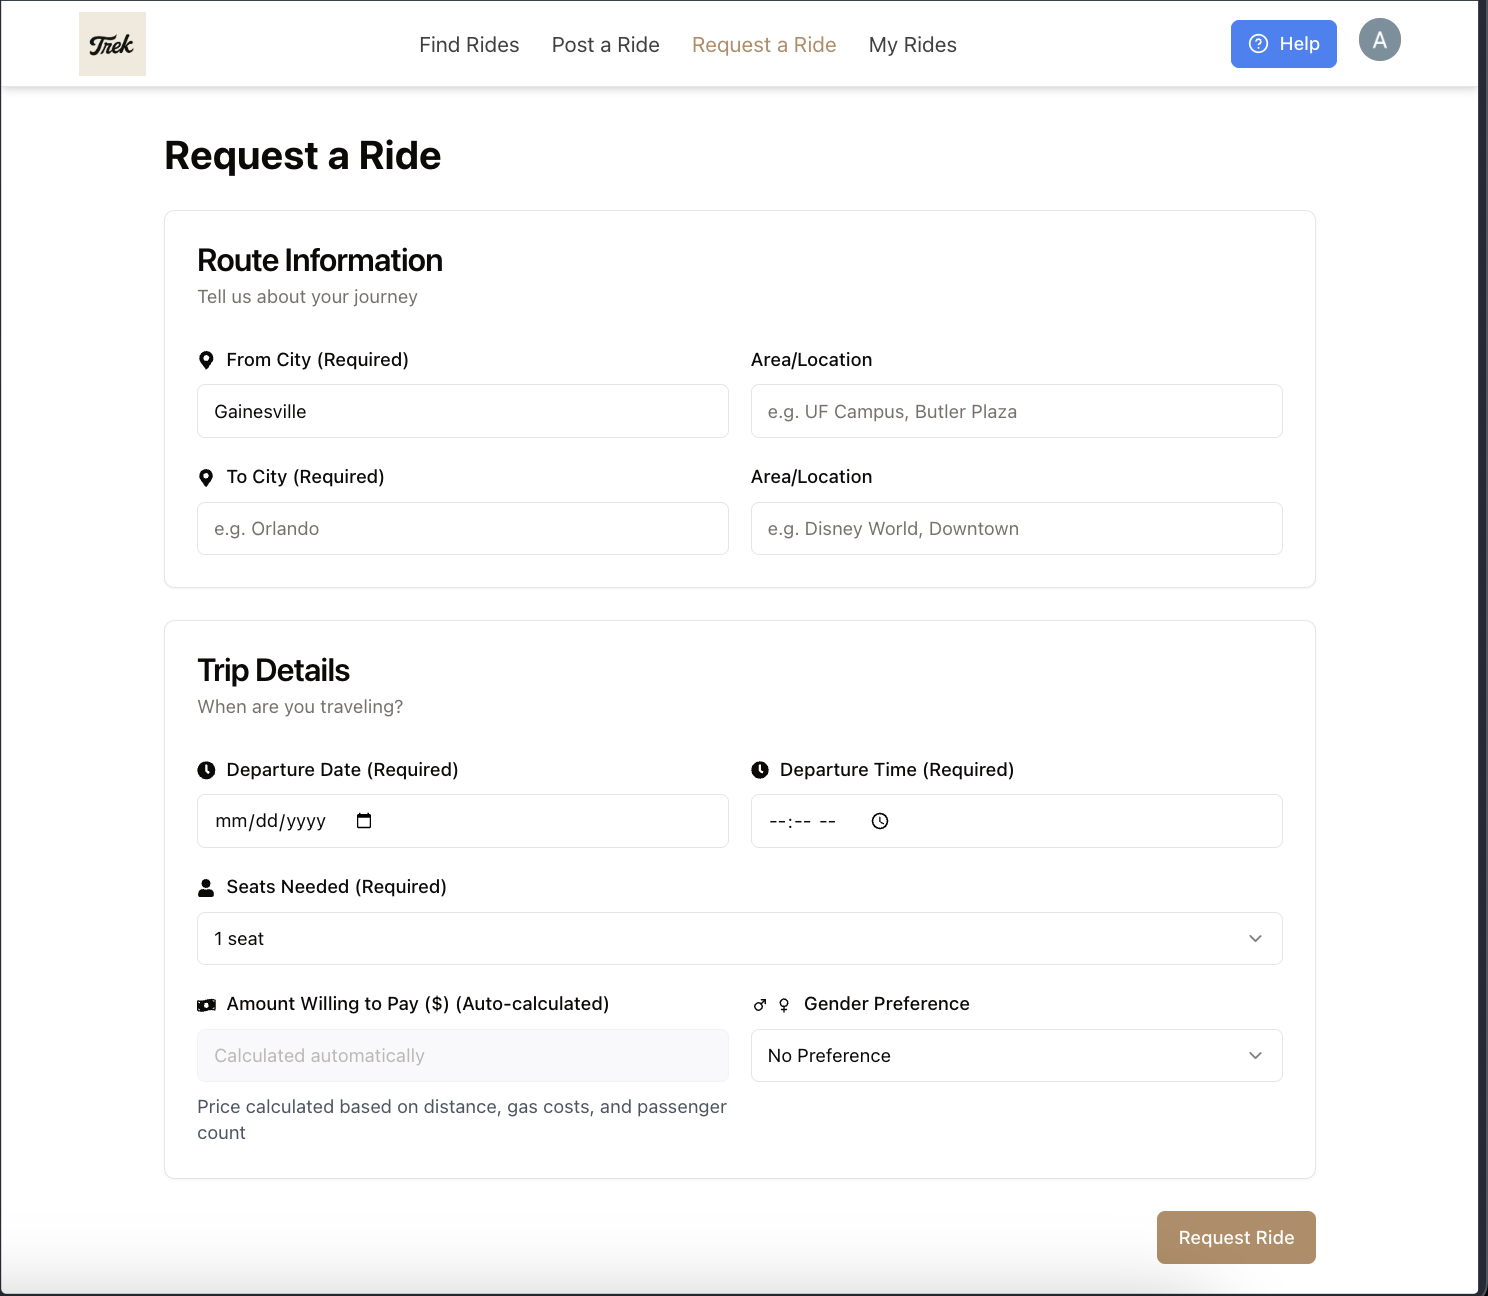 Trek
Find Rides
Post a Ride
Request a Ride
My Rides
Help
A
Request a Ride
Route Information
Tell us about your journey
From City (Required)
Area/Location
Gainesville
e.g. UF Campus, Butler Plaza
To City (Required)
Area/Location
e.g. Orlando
e.g. Disney World, Downtown
Trip Details
When are you traveling?
Departure Date (Required)
Departure Time (Required)
mm/dd/yyyy
--:-- --
Seats Needed (Required)
1 seat
Amount Willing to Pay ($) (Auto-calculated)
♂ ♀ Gender Preference
Calculated automatically
No Preference
Price calculated based on distance, gas costs, and passenger
count
Request Ride